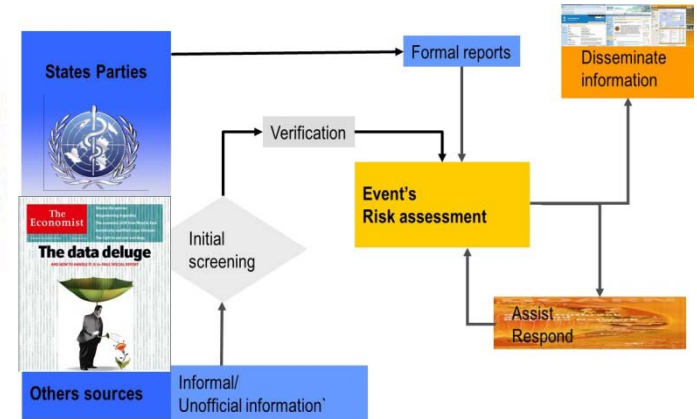 States Parties
Formal reports
Disseminate
information
Verification
Event's
Risk assessment
The
Economist
The data deluge
Initial
screening
Assist
Respond
Others sources
Informal/
Unofficial information`